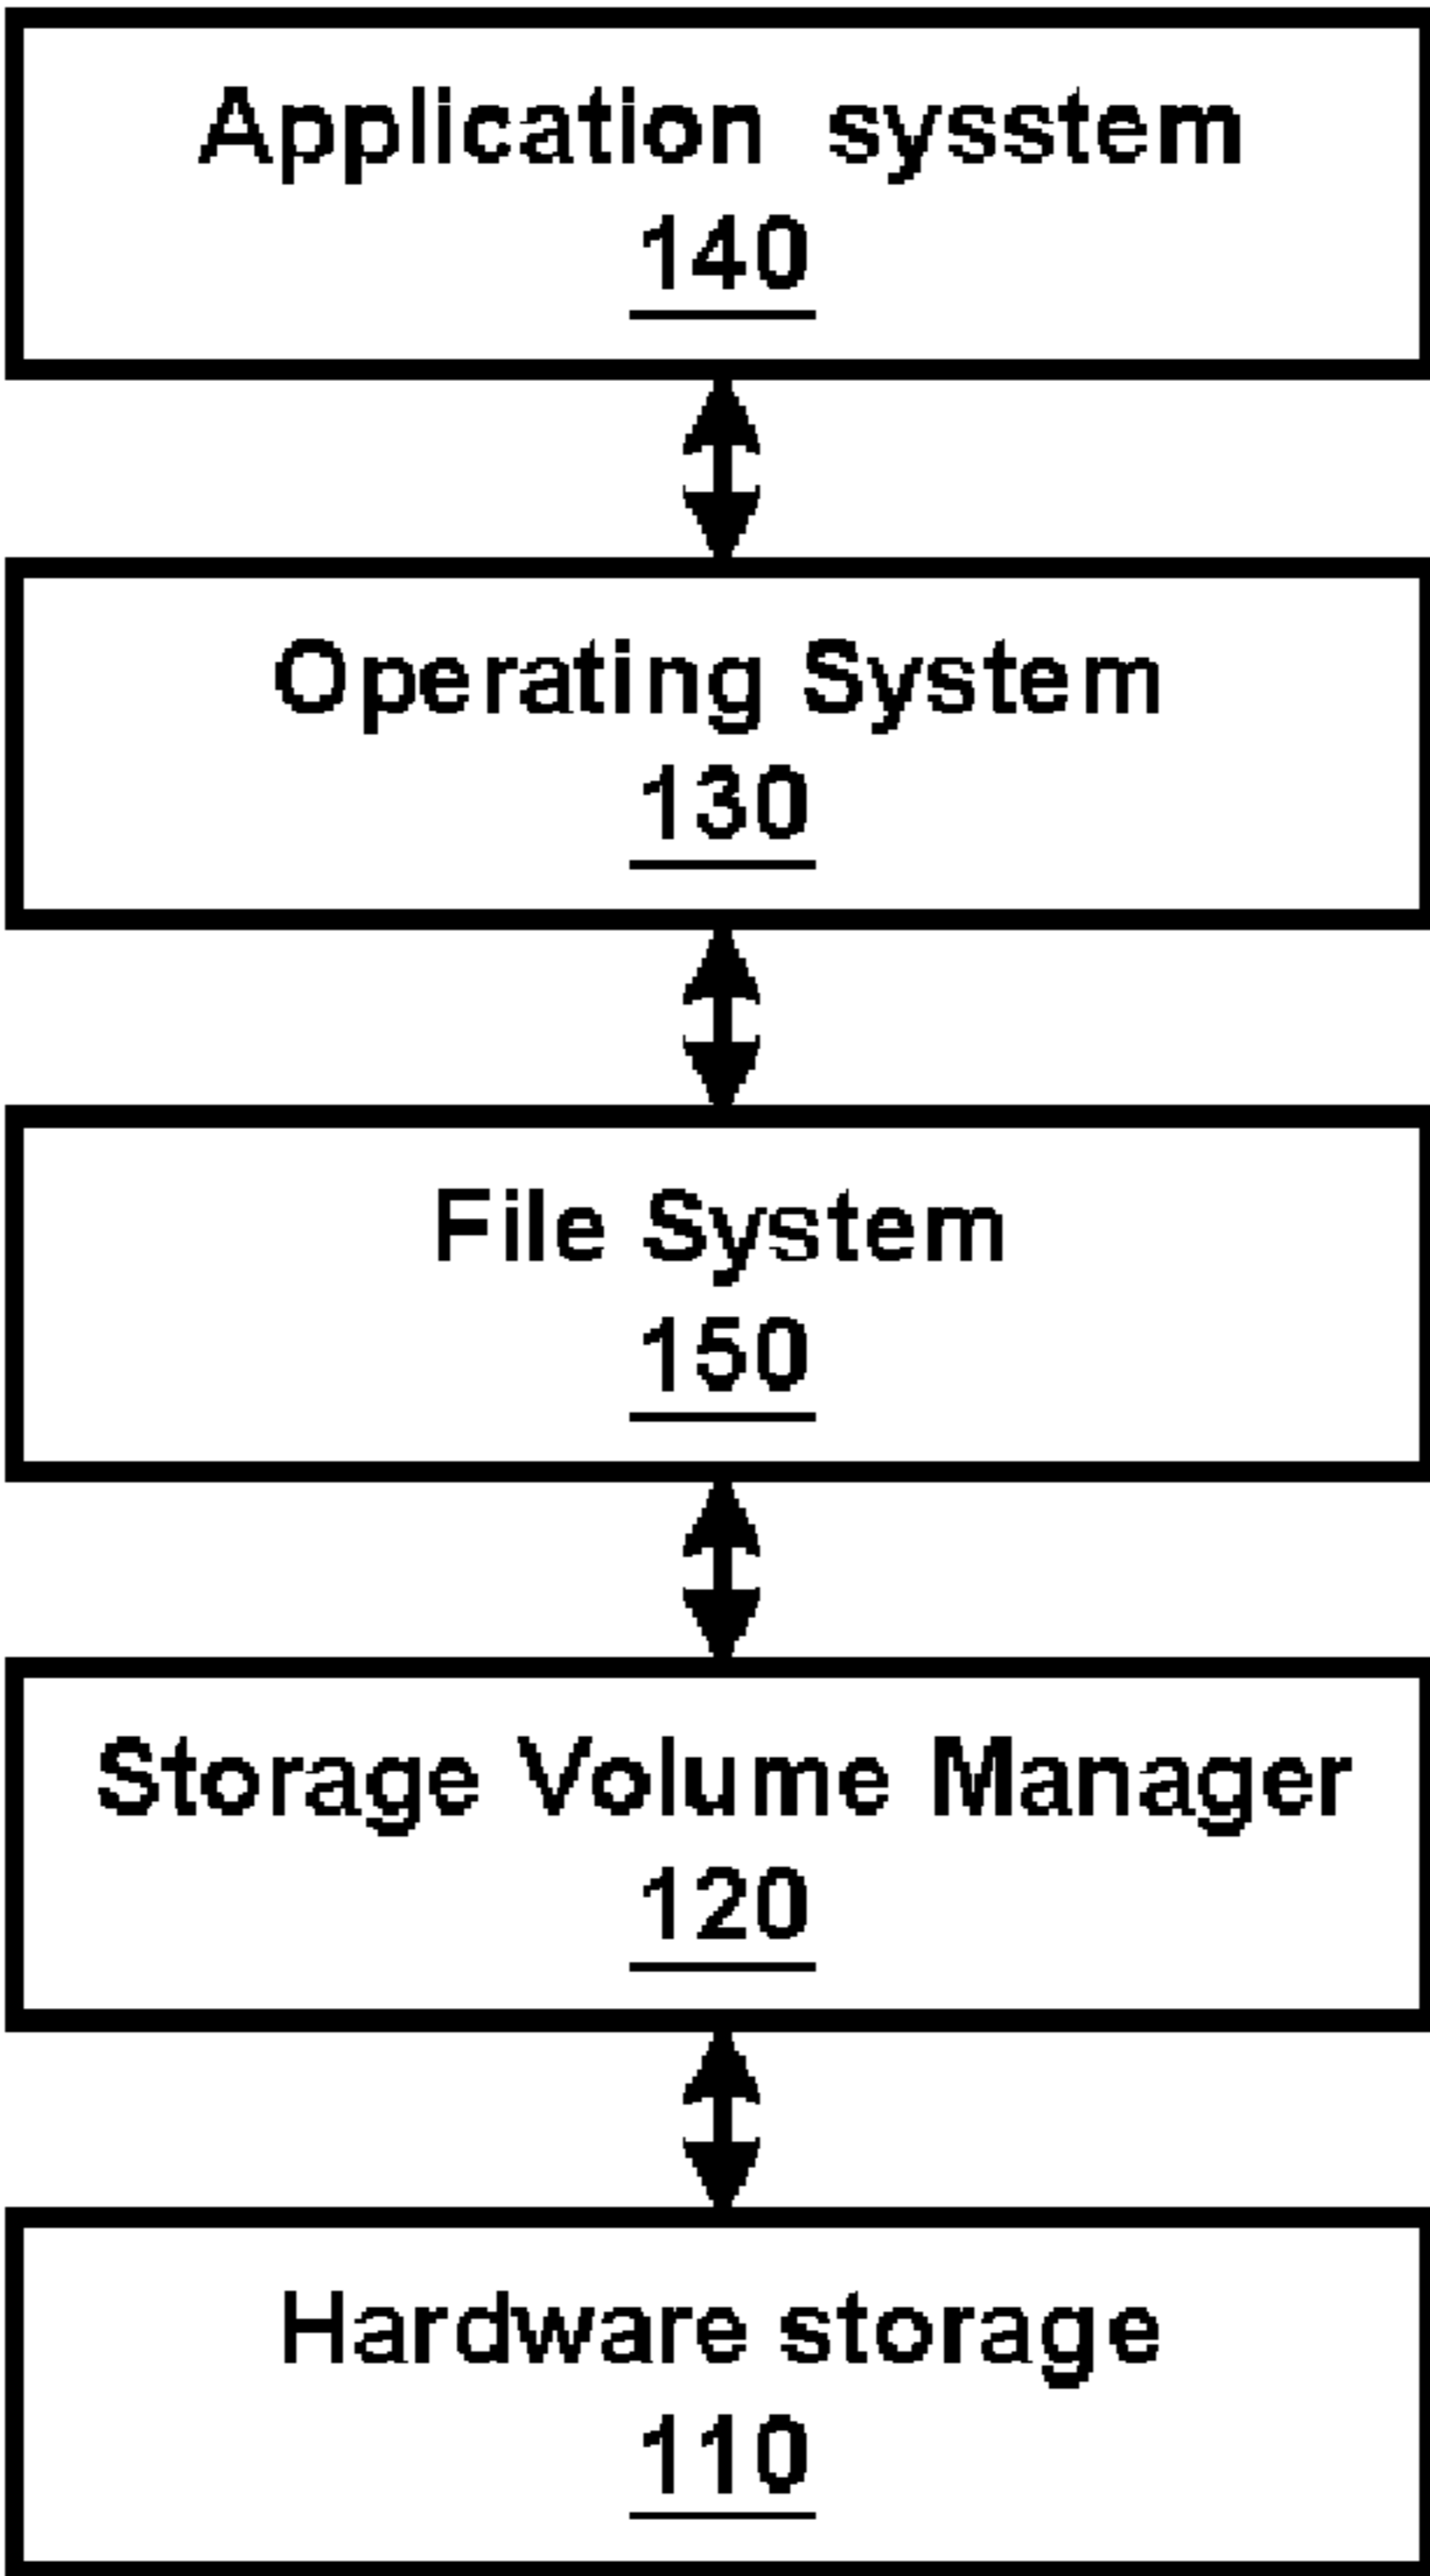 Application sysstem
140
Operating System
130
File System
150
Storage Volume Manager
120
Hardware storage
110